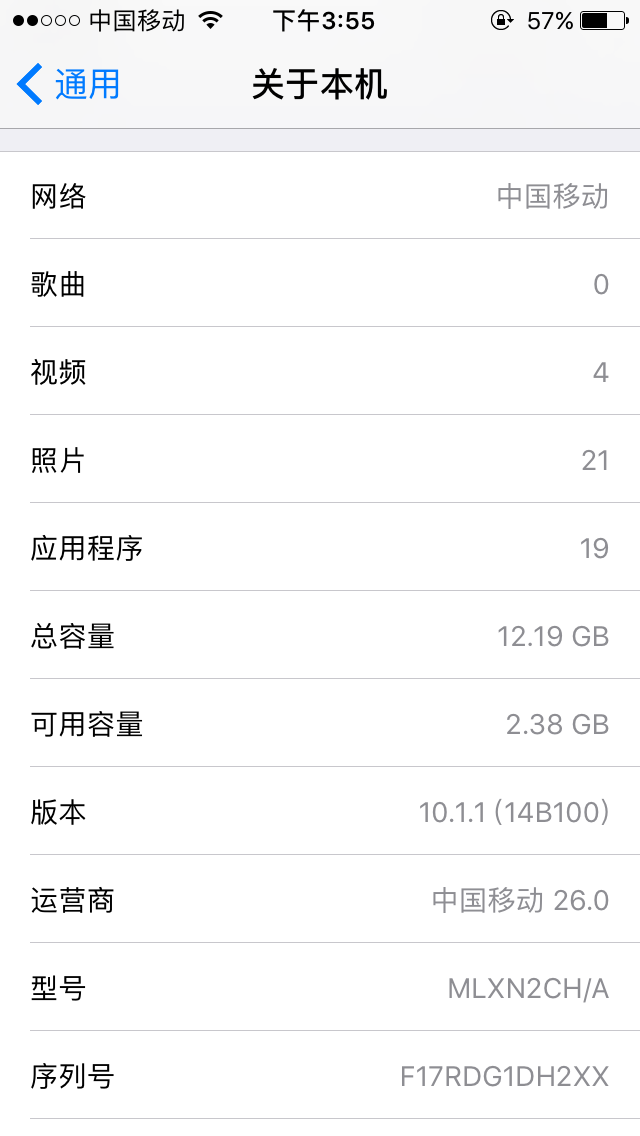 中国移动 下午3:55 57%
通用 关于本机
网络 中国移动
歌曲 0
视频 4
照片 21
应用程序 19
总容量 12.19 GB
可用容量 2.38 GB
版本 10.1.1 (14B100)
运营商 中国移动 26.0
型号 MLXN2CH/A
序列号 F17RDG1DH2XX